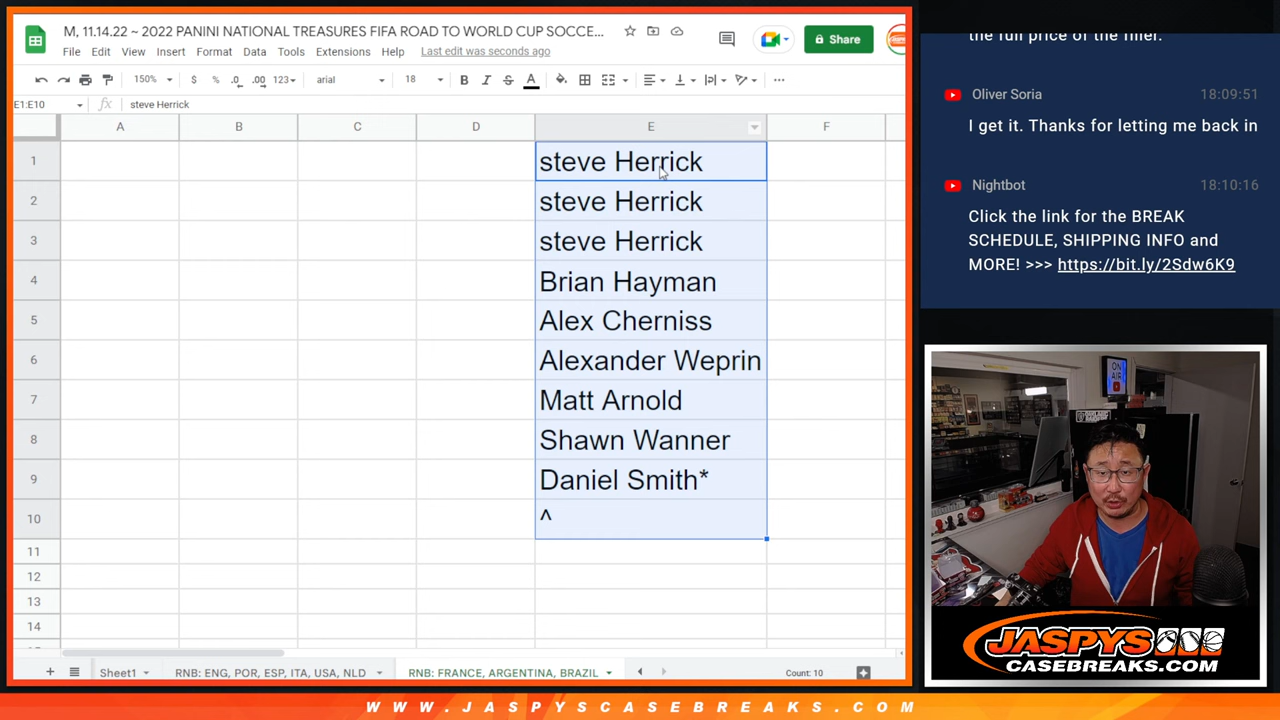 M, 11.14.22 ~ 2022 PANINI NATIONAL TREASURES FIFA ROAD TO WORLD CUP SOCCE...
File Edit View Insert Format Data Tools Extensions Help Last edit was seconds ago
Share
150% $ % .0 .00 123 arial 18 B I S A
E1:E10 fx steve Herrick
A B C D E F
1 steve Herrick
2 steve Herrick
3 steve Herrick
4 Brian Hayman
5 Alex Cherniss
6 Alexander Weprin
7 Matt Arnold
8 Shawn Wanner
9 Daniel Smith*
10 ^
11
12
13
14
Sheet1 RNB: ENG, POR, ESP, ITA, USA, NLD RNB: FRANCE, ARGENTINA, BRAZIL Count: 10
the full price of the filler.
Oliver Soria 18:09:51
I get it. Thanks for letting me back in
Nightbot 18:10:16
Click the link for the BREAK
SCHEDULE, SHIPPING INFO and
MORE! >>> https://bit.ly/2Sdw6K9
ON
AIR
JASPYS
CASEBREAKS.COM
WWW.JASPYSCASEBREAKS.COM